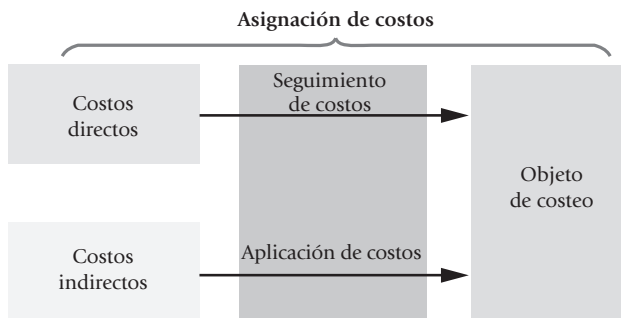 Asignación de costos
Costos
directos
Seguimiento
de costos
Objeto
de costeo
Costos
indirectos
Aplicación de costos